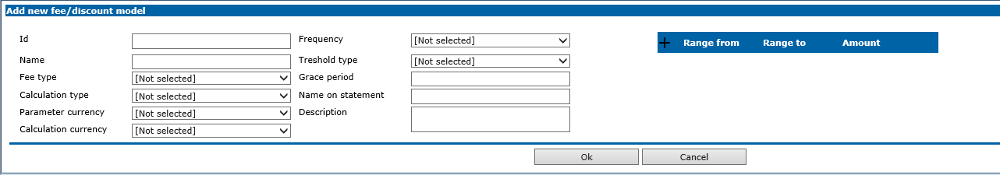 Add new fee/discount model
Id
Name
Fee type [Not selected]
Calculation type [Not selected]
Parameter currency [Not selected]
Calculation currency [Not selected]
Frequency [Not selected]
Treshold type [Not selected]
Grace period
Name on statement
Description
+ Range from Range to Amount
Ok Cancel